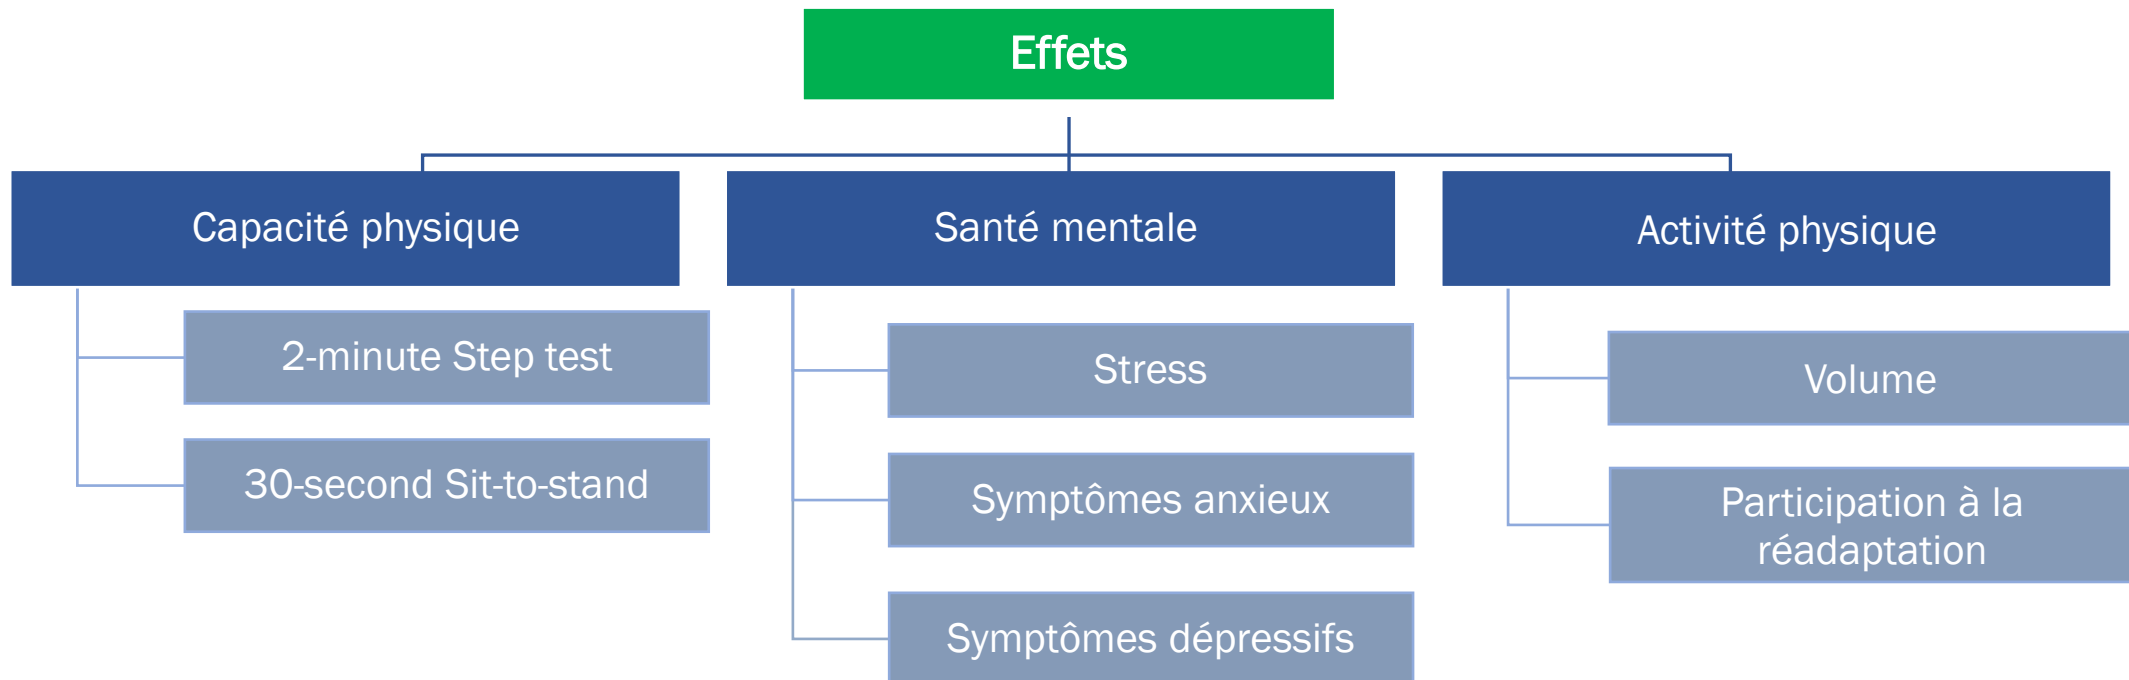 Effets
Capacité physique
2-minute Step test
30-second Sit-to-stand
Santé mentale
Stress
Symptômes anxieux
Symptômes dépressifs
Activité physique
Volume
Participation à la
réadaptation